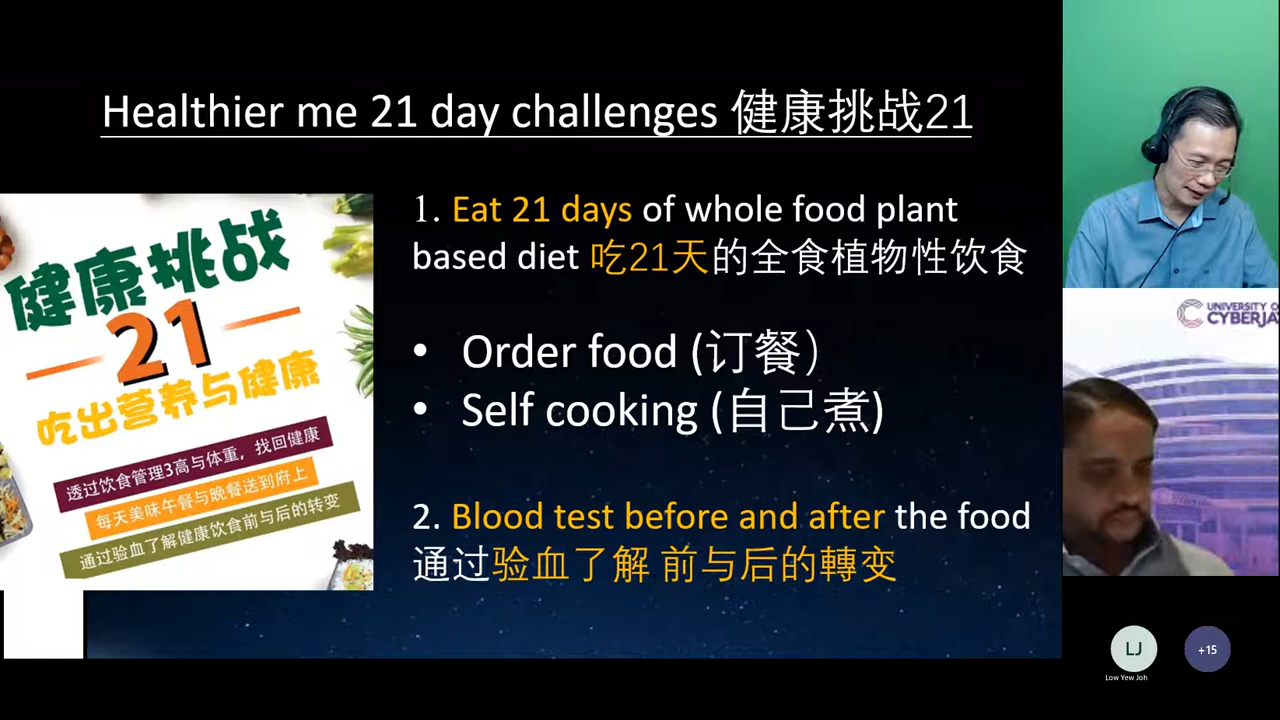 Healthier me 21 day challenges 健康挑战21
健康挑战
21
吃出营养与健康
透过饮食管理3高与体重，找回健康
每天美味午餐与晚餐送到府上
通过验血了解健康饮食前与后的转变
1. Eat 21 days of whole food plant
based diet 吃21天的全食植物性饮食
• Order food (订餐）
• Self cooking (自己煮)
2. Blood test before and after the food
通过验血了解 前与后的轉变
UNIVERSITY O
CYBERJA
LJ
Low Yew Joh
+15